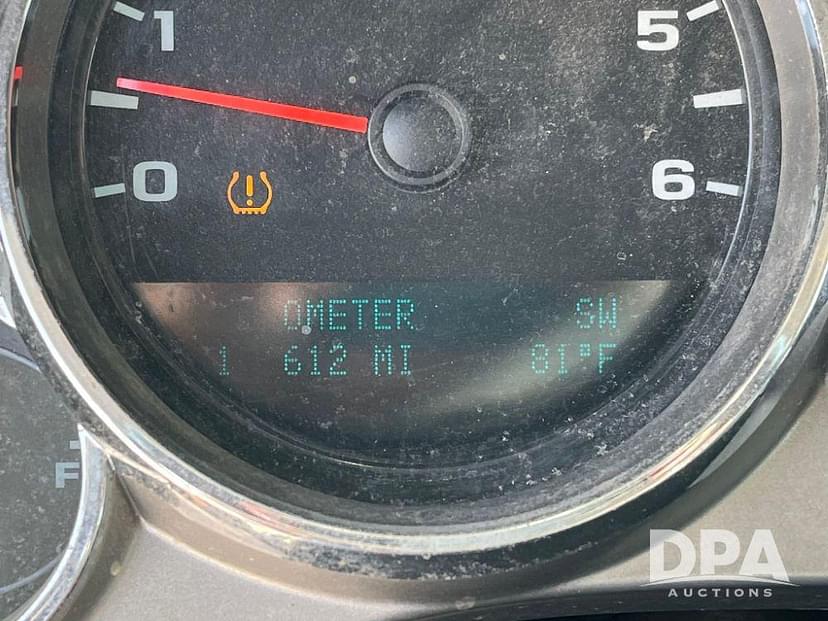 1
5
0
6
OMETER SW
1 612 MI 81°F
F
DPA
AUCTIONS